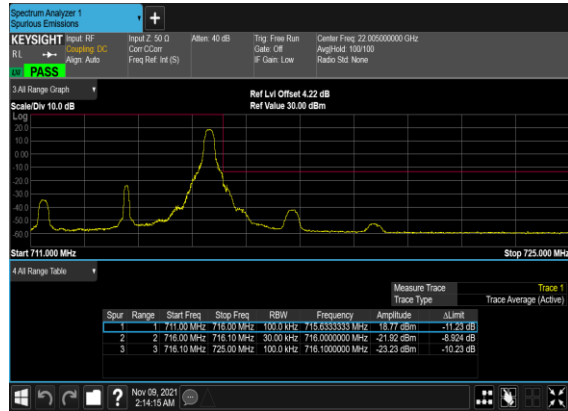 Spectrum Analyzer 1
Spurious Emissions
KEYSIGHT Input: RF Input Z: 50 Ω Atten: 40 dB Trig: Free Run Center Freq: 22.005000000 GHz
RL Coupling: DC Corr CCorr Gate: Off Avg|Hold: 100/100
Align: Auto Freq Ref: Int (S) IF Gain: Low Radio Std: None
PASS
3 All Range Graph
Ref Lvl Offset 4.22 dB
Scale/Div 10.0 dB Ref Value 30.00 dBm
Log
20.0
10.0
0.00
-10.0
-20.0
-30.0
-40.0
-50.0
-60.0
Start 711.000 MHz Stop 725.000 MHz
4 All Range Table
Measure Trace Trace 1
Trace Type Trace Average (Active)
Spur Range Start Freq Stop Freq RBW Frequency Amplitude ΔLimit
1 1 711.00 MHz 716.00 MHz 100.0 kHz 715.6333333 MHz 18.77 dBm -11.23 dB
2 2 716.00 MHz 716.10 MHz 30.00 kHz 716.0000000 MHz -21.92 dBm -8.924 dB
3 3 716.10 MHz 725.00 MHz 100.0 kHz 716.1000000 MHz -23.23 dBm -10.23 dB
? Nov 09, 2021
2:14:15 AM